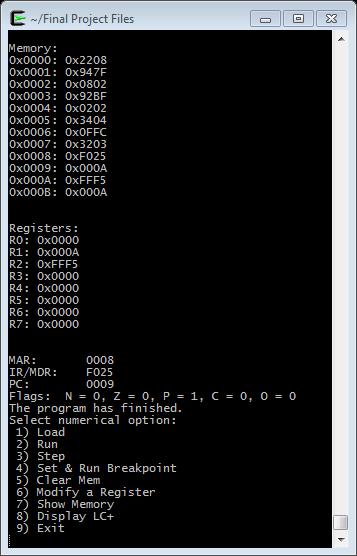 ~/Final Project Files
Memory:
0x0000: 0x2208
0x0001: 0x947F
0x0002: 0x0802
0x0003: 0x92BF
0x0004: 0x0202
0x0005: 0x3404
0x0006: 0x0FFC
0x0007: 0x3203
0x0008: 0xF025
0x0009: 0x000A
0x000A: 0xFFF5
0x000B: 0x000A
Registers:
R0: 0x0000
R1: 0x000A
R2: 0xFFF5
R3: 0x0000
R4: 0x0000
R5: 0x0000
R6: 0x0000
R7: 0x0000
MAR: 0008
IR/MDR: F025
PC: 0009
Flags: N = 0, Z = 0, P = 1, C = 0, O = 0
The program has finished.
Select numerical option:
1) Load
2) Run
3) Step
4) Set & Run Breakpoint
5) Clear Mem
6) Modify a Register
7) Show Memory
8) Display LC+
9) Exit